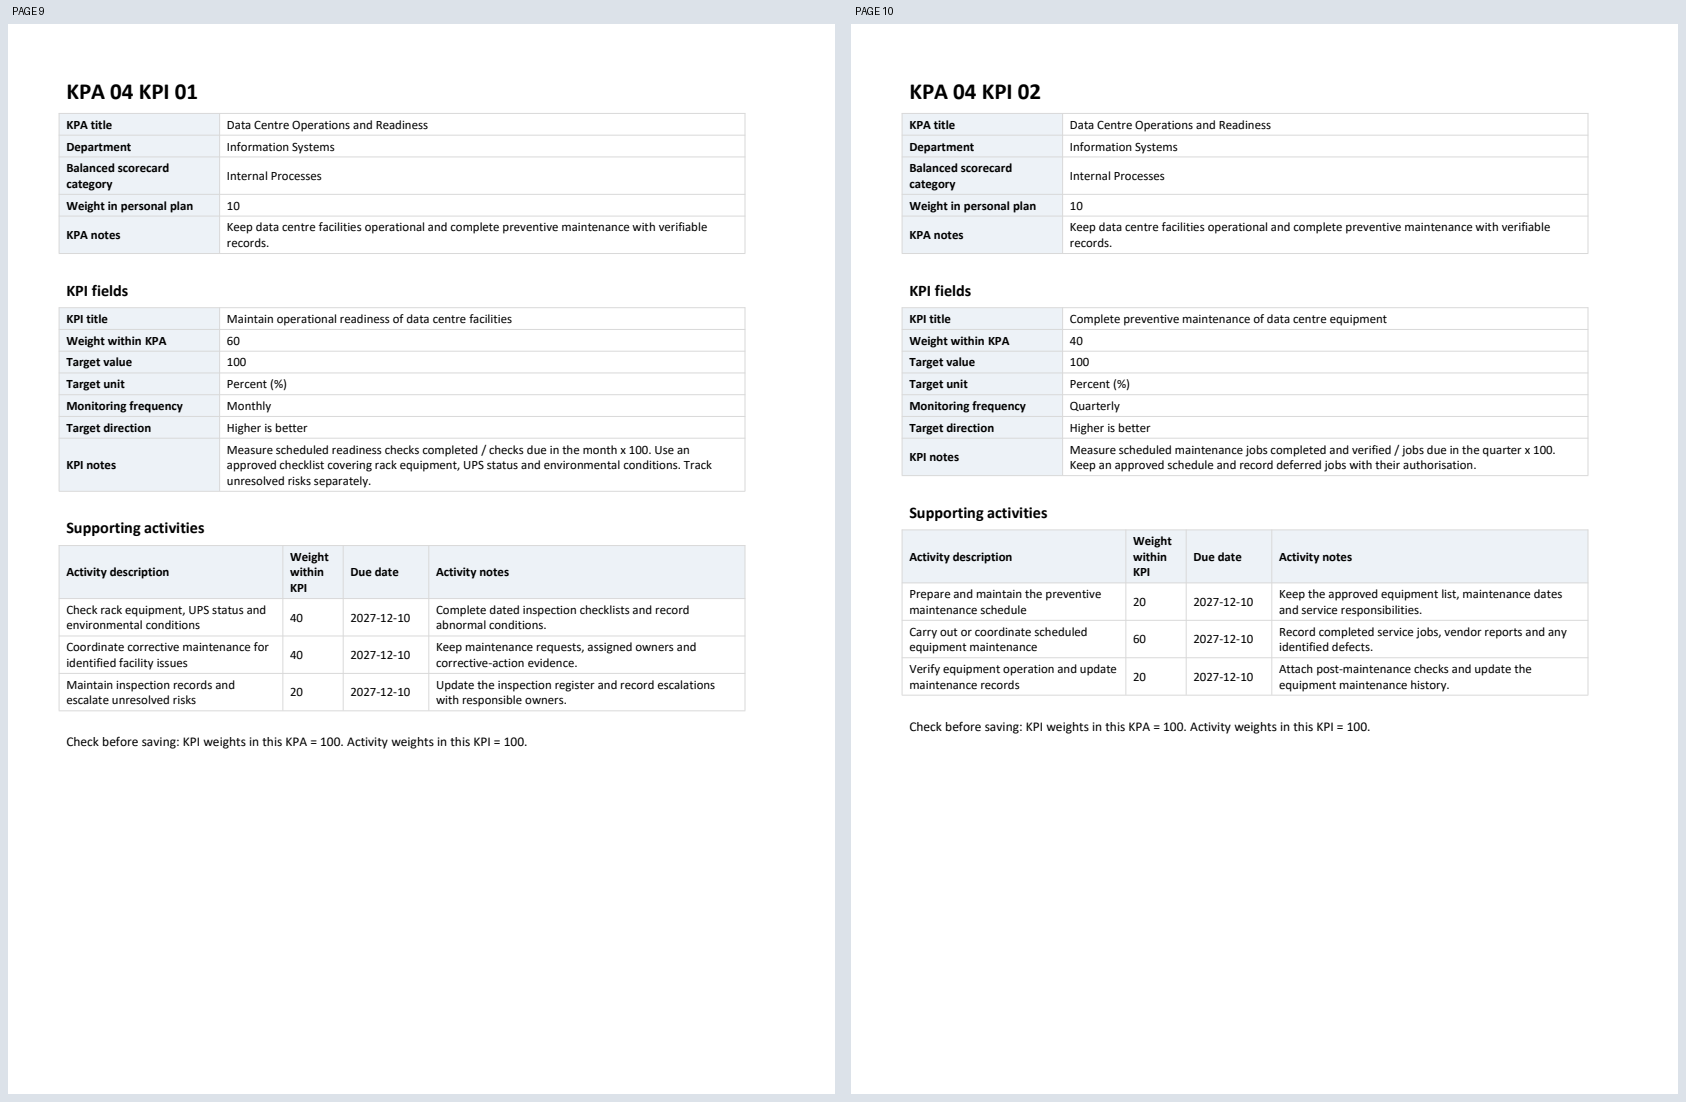 PAGE 9
KPA 04 KPI 01
KPA title Data Centre Operations and Readiness
Department Information Systems
Balanced scorecard
category
Internal Processes
Weight in personal plan 10
KPA notes
Keep data centre facilities operational and complete preventive maintenance with verifiable
records.
KPI fields
KPI title Maintain operational readiness of data centre facilities
Weight within KPA 60
Target value 100
Target unit Percent (%)
Monitoring frequency Monthly
Target direction Higher is better
KPI notes
Measure scheduled readiness checks completed / checks due in the month x 100. Use an
approved checklist covering rack equipment, UPS status and environmental conditions. Track
unresolved risks separately.
Supporting activities
Activity description
Weight
within
KPI
Due date
Activity notes
Check rack equipment, UPS status and
environmental conditions
40
2027-12-10
Complete dated inspection checklists and record
abnormal conditions.
Coordinate corrective maintenance for
identified facility issues
40
2027-12-10
Keep maintenance requests, assigned owners and
corrective-action evidence.
Maintain inspection records and
escalate unresolved risks
20
2027-12-10
Update the inspection register and record escalations
with responsible owners.
Check before saving: KPI weights in this KPA = 100. Activity weights in this KPI = 100.
PAGE 10
KPA 04 KPI 02
KPA title Data Centre Operations and Readiness
Department Information Systems
Balanced scorecard
category
Internal Processes
Weight in personal plan 10
KPA notes
Keep data centre facilities operational and complete preventive maintenance with verifiable
records.
KPI fields
KPI title Complete preventive maintenance of data centre equipment
Weight within KPA 40
Target value 100
Target unit Percent (%)
Monitoring frequency Quarterly
Target direction Higher is better
KPI notes
Measure scheduled maintenance jobs completed and verified / jobs due in the quarter x 100.
Keep an approved schedule and record deferred jobs with their authorisation.
Supporting activities
Activity description
Weight
within
KPI
Due date
Activity notes
Prepare and maintain the preventive
maintenance schedule
20
2027-12-10
Keep the approved equipment list, maintenance dates
and service responsibilities.
Carry out or coordinate scheduled
equipment maintenance
60
2027-12-10
Record completed service jobs, vendor reports and any
identified defects.
Verify equipment operation and update
maintenance records
20
2027-12-10
Attach post-maintenance checks and update the
equipment maintenance history.
Check before saving: KPI weights in this KPA = 100. Activity weights in this KPI = 100.